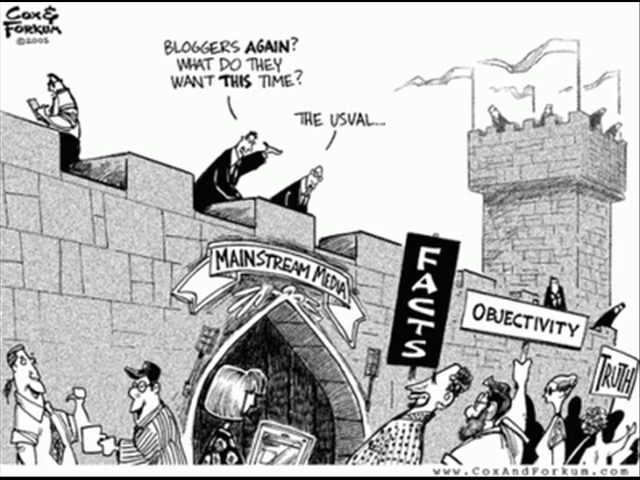 COX &
FORKUM
©2005
BLOGGERS AGAIN?
WHAT DO THEY
WANT THIS TIME?
THE USUAL...
MAINSTREAM MEDIA
FACTS
OBJECTIVITY
TRUTH
www.CoxAndForkum.com